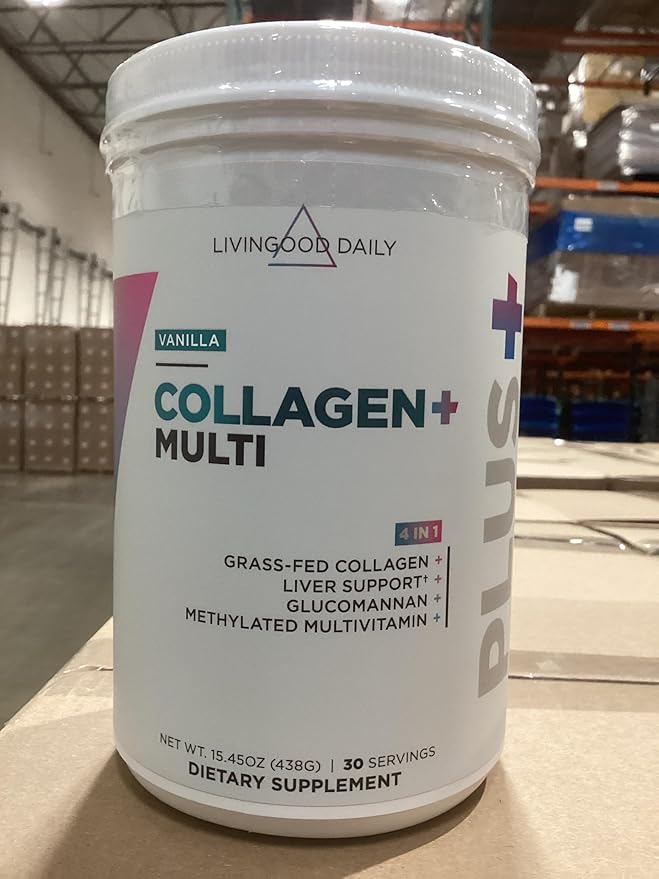 LIVINGOOD DAILY
VANILLA
COLLAGEN+
MULTI
4 IN 1
GRASS-FED COLLAGEN +
LIVER SUPPORT† +
GLUCOMANNAN +
METHYLATED MULTIVITAMIN +
NET WT. 15.45OZ (438G) | 30 SERVINGS
DIETARY SUPPLEMENT
PLUS+